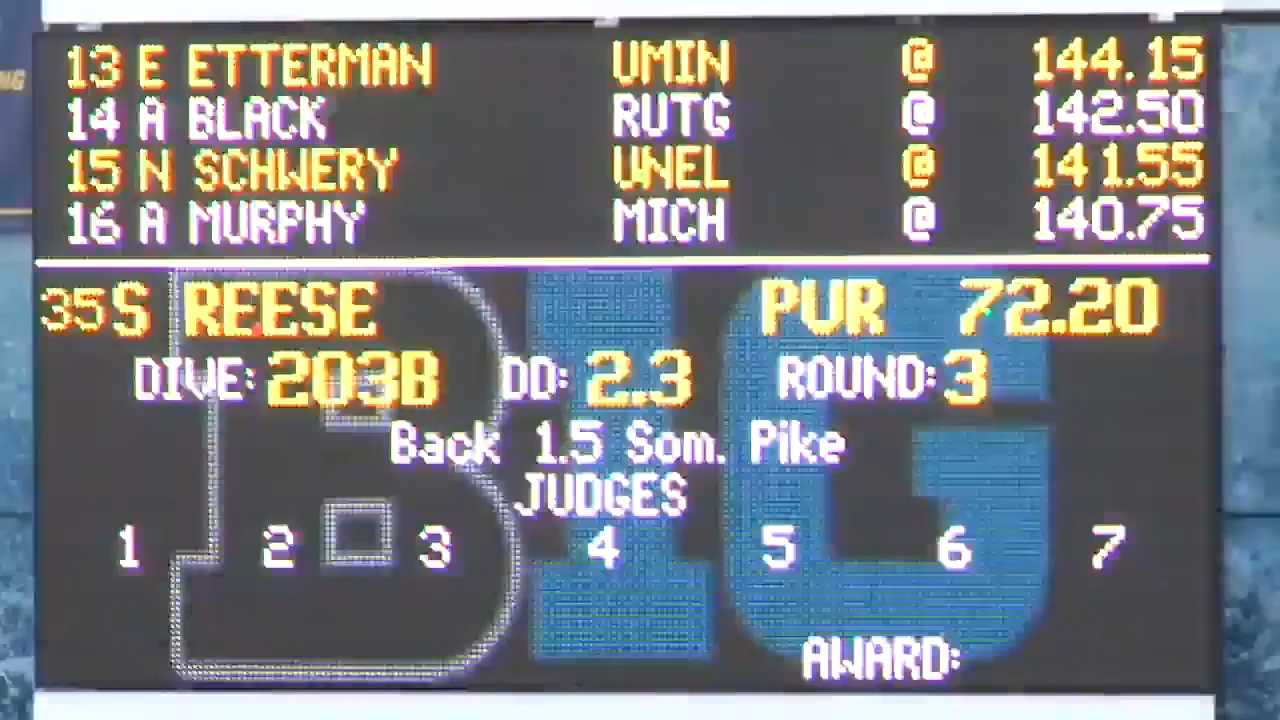 13 E ETTERMAN UMIN @ 144.15
14 A BLACK RUTG @ 142.50
15 N SCHWERY UNEL @ 141.55
16 A MURPHY MICH @ 140.75
35 S REESE PUR 72.20
DIVE: 203B DD: 2.3 ROUND: 3
Back 1.5 Som. Pike
JUDGES
1 2 3 4 5 6 7
AWARD:
B1G